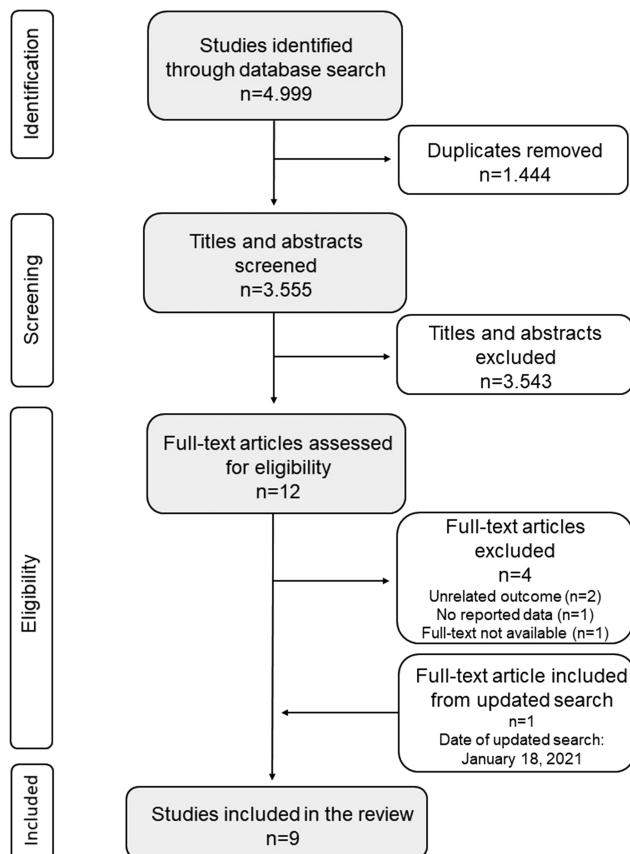 Identification
Studies identified
through database search
n=4.999
Duplicates removed
n=1.444
Screening
Titles and abstracts
screened
n=3.555
Titles and abstracts
excluded
n=3.543
Eligibility
Full-text articles assessed
for eligibility
n=12
Full-text articles
excluded
n=4
Unrelated outcome (n=2)
No reported data (n=1)
Full-text not available (n=1)
Full-text article included
from updated search
n=1
Date of updated search:
January 18, 2021
Included
Studies included in the review
n=9